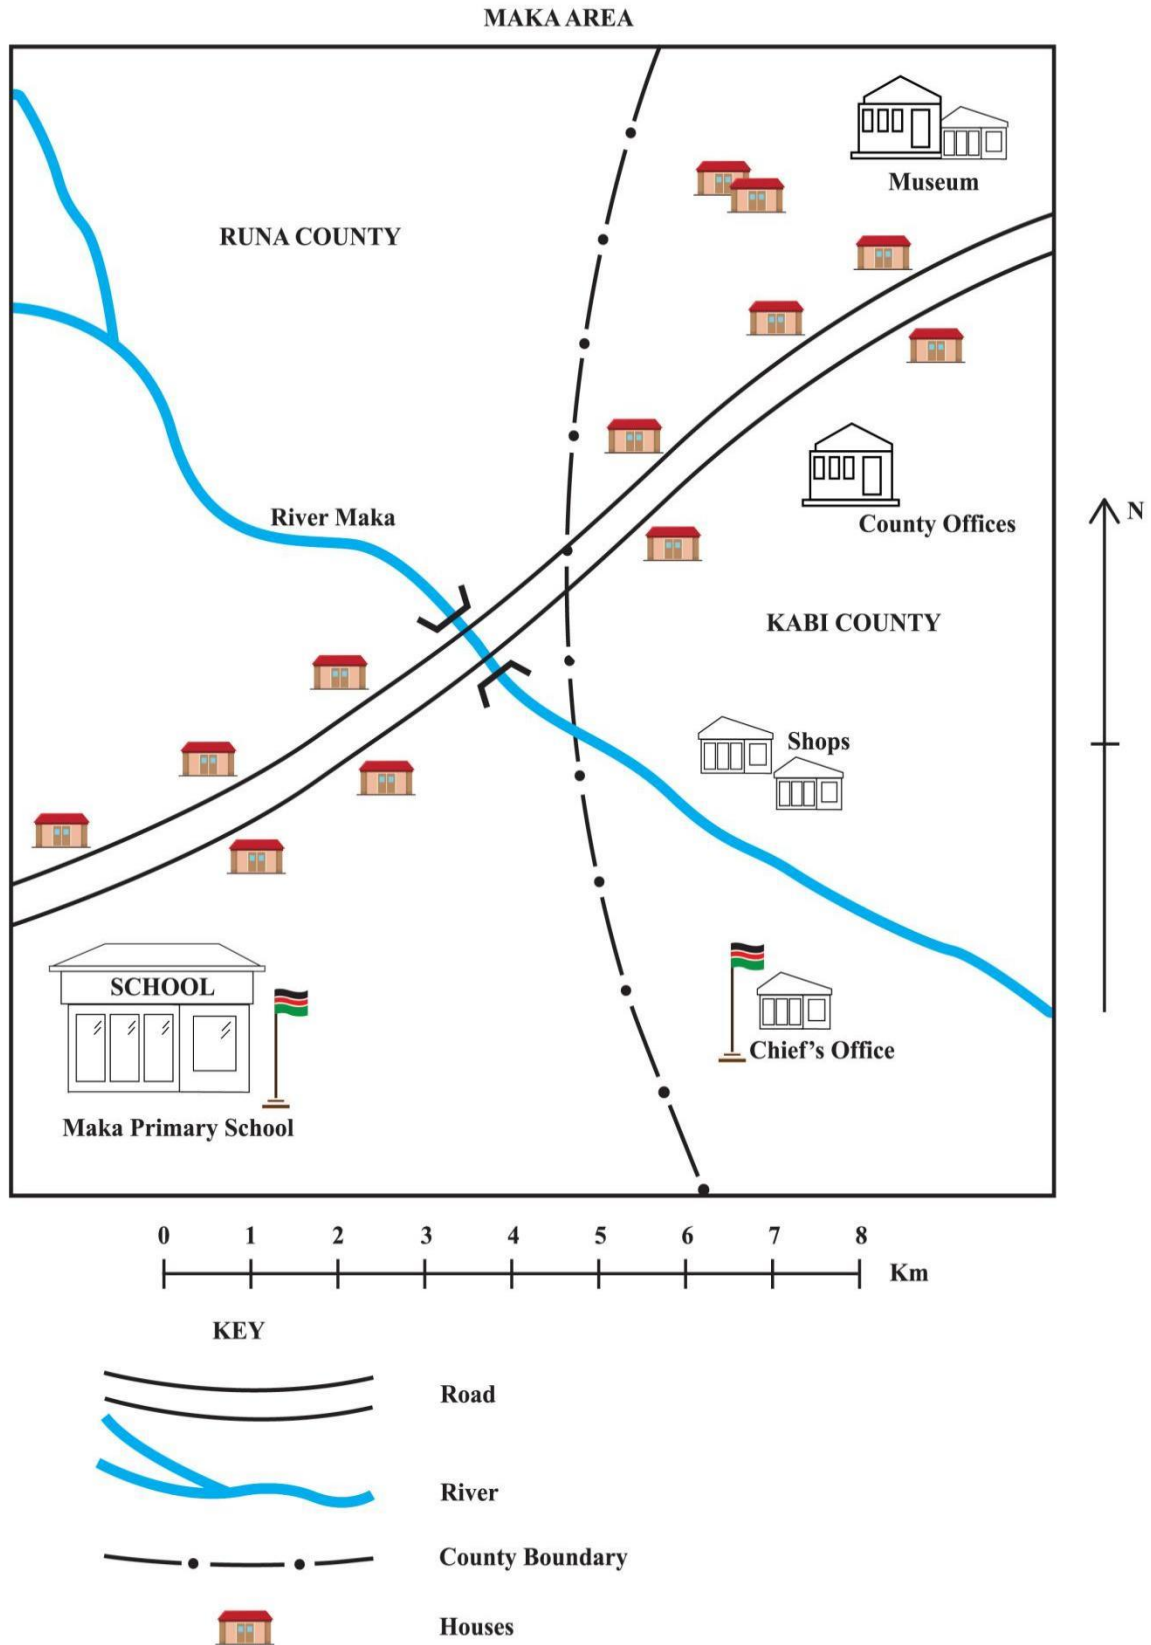 MAKA AREA
Museum
RUNA COUNTY
River Maka
County Offices
N
KABI COUNTY
Shops
SCHOOL
Chief's Office
Maka Primary School
0 1 2 3 4 5 6 7 8
Km
KEY
Road
River
County Boundary
Houses